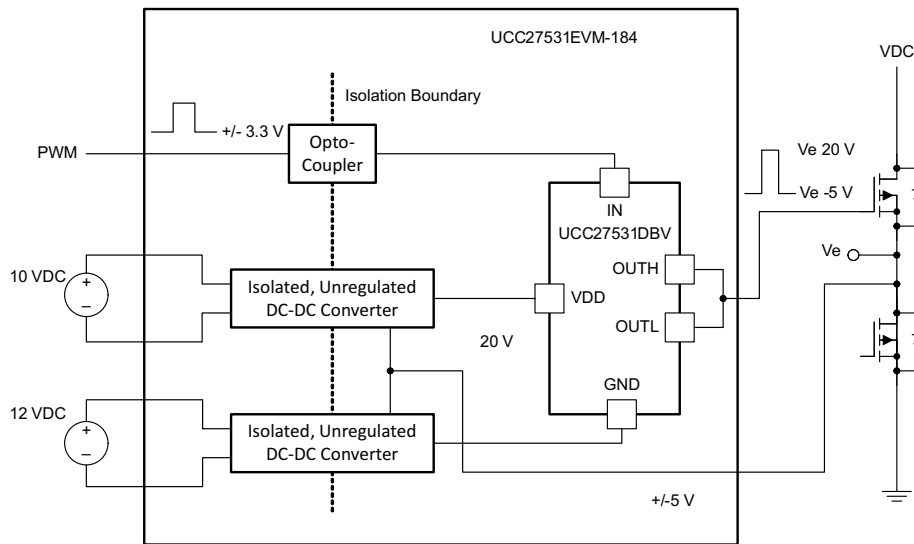 UCC27531EVM-184
VDC
Isolation Boundary
+/- 3.3 V
PWM
Opto-
Coupler
Ve 20 V
Ve -5 V
IN
UCC27531DBV
Ve
10 VDC
+
–
Isolated, Unregulated
DC-DC Converter
VDD
OUTH
OUTL
20 V
GND
12 VDC
+
–
Isolated, Unregulated
DC-DC Converter
+/-5 V